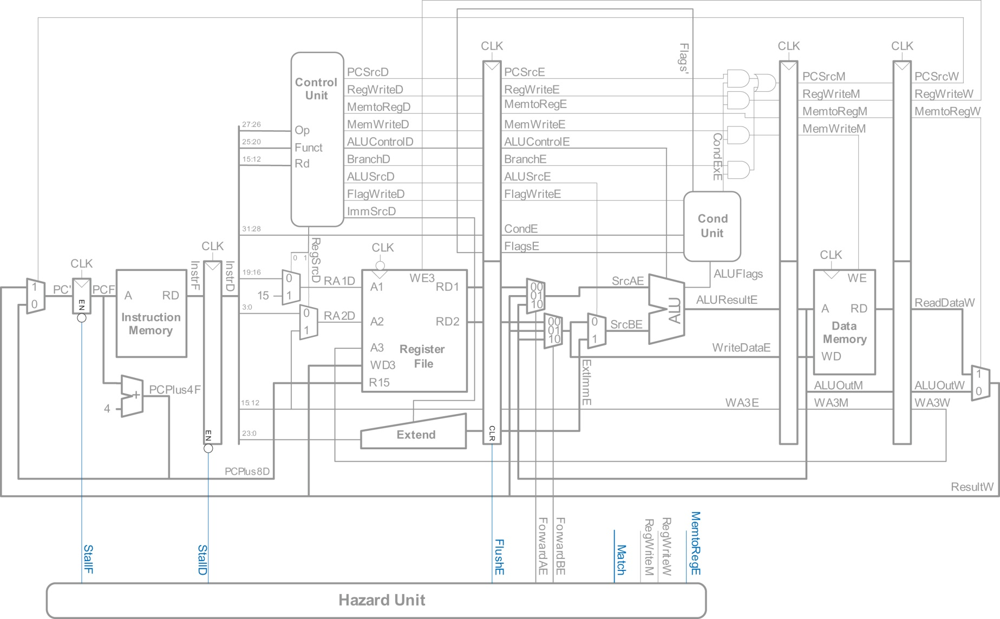 CLK
CLK
CLK
Flags'
PCSrcD
PCSrcE
PCSrcM
PCSrcW
Control
Unit
RegWriteD
RegWriteE
RegWriteM
RegWriteW
MemtoRegD
MemtoRegE
MemtoRegM
MemtoRegW
27:26
Op
MemWriteD
MemWriteE
MemWriteM
25:20
Funct
ALUControlD
ALUControlE
CondExE
15:12
Rd
BranchD
BranchE
ALUSrcD
ALUSrcE
FlagWriteD
FlagWriteE
ImmSrcD
Cond
Unit
31:28
CondE
FlagsE
CLK
RegSrcD
0 1
CLK
CLK
CLK
InstrF
InstrD
19:16
0
1
15
RA1D
A1
WE3
RD1
00
01
10
SrcAE
ALUFlags
WE
1
0
PC'
EN
PCF
A
RD
Instruction
Memory
3:0
0
1
RA2D
A2
RD2
00
01
10
0
1
SrcBE
ALU
ALUResultE
A
RD
Data
Memory
ReadDataW
A3
Register
File
WD3
R15
WriteDataE
WD
ExtImmE
1
0
PCPlus4F
+
4
ALUOutM
ALUOutW
15:12
WA3E
WA3M
WA3W
EN
23:0
Extend
CLR
PCPlus8D
ResultW
StallF
StallD
FlushE
ForwardAE
ForwardBE
Match
RegWriteM
RegWriteW
MemtoRegE
Hazard Unit